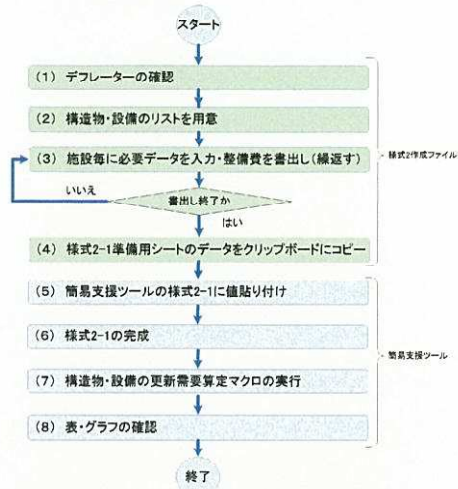 スタート
(1) デフレーターの確認
(2) 構造物・設備のリストを用意
(3) 施設毎に必要データを入力・整備費を書出し(繰返す)
様式2作成ファイル
いいえ
書出し終了か
はい
(4) 様式2-1準備用シートのデータをクリップボードにコピー
(5) 簡易支援ツールの様式2-1に値貼り付け
(6) 様式2-1の完成
簡易支援ツール
(7) 構造物・設備の更新需要算定マクロの実行
(8) 表・グラフの確認
終了